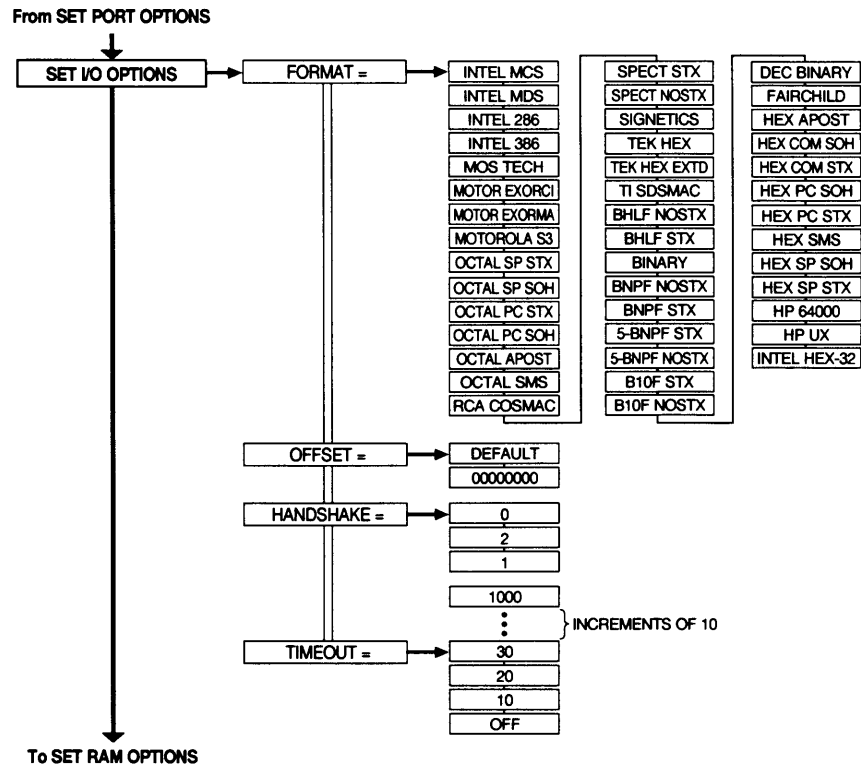 From SET PORT OPTIONS
SET I/O OPTIONS
FORMAT =
INTEL MCS
INTEL MDS
INTEL 286
INTEL 386
MOS TECH
MOTOR EXORCI
MOTOR EXORMA
MOTOROLA S3
OCTAL SP STX
OCTAL SP SOH
OCTAL PC STX
OCTAL PC SOH
OCTAL APOST
OCTAL SMS
RCA COSMAC
SPECT STX
SPECT NOSTX
SIGNETICS
TEK HEX
TEK HEX EXTD
TI SDSMAC
BHLF NOSTX
BHLF STX
BINARY
BNPF NOSTX
BNPF STX
5-BNPF STX
5-BNPF NOSTX
B10F STX
B10F NOSTX
DEC BINARY
FAIRCHILD
HEX APOST
HEX COM SOH
HEX COM STX
HEX PC SOH
HEX PC STX
HEX SMS
HEX SP SOH
HEX SP STX
HP 64000
HP UX
INTEL HEX-32
OFFSET =
DEFAULT
00000000
HANDSHAKE =
0
2
1
1000
INCREMENTS OF 10
TIMEOUT =
30
20
10
OFF
To SET RAM OPTIONS